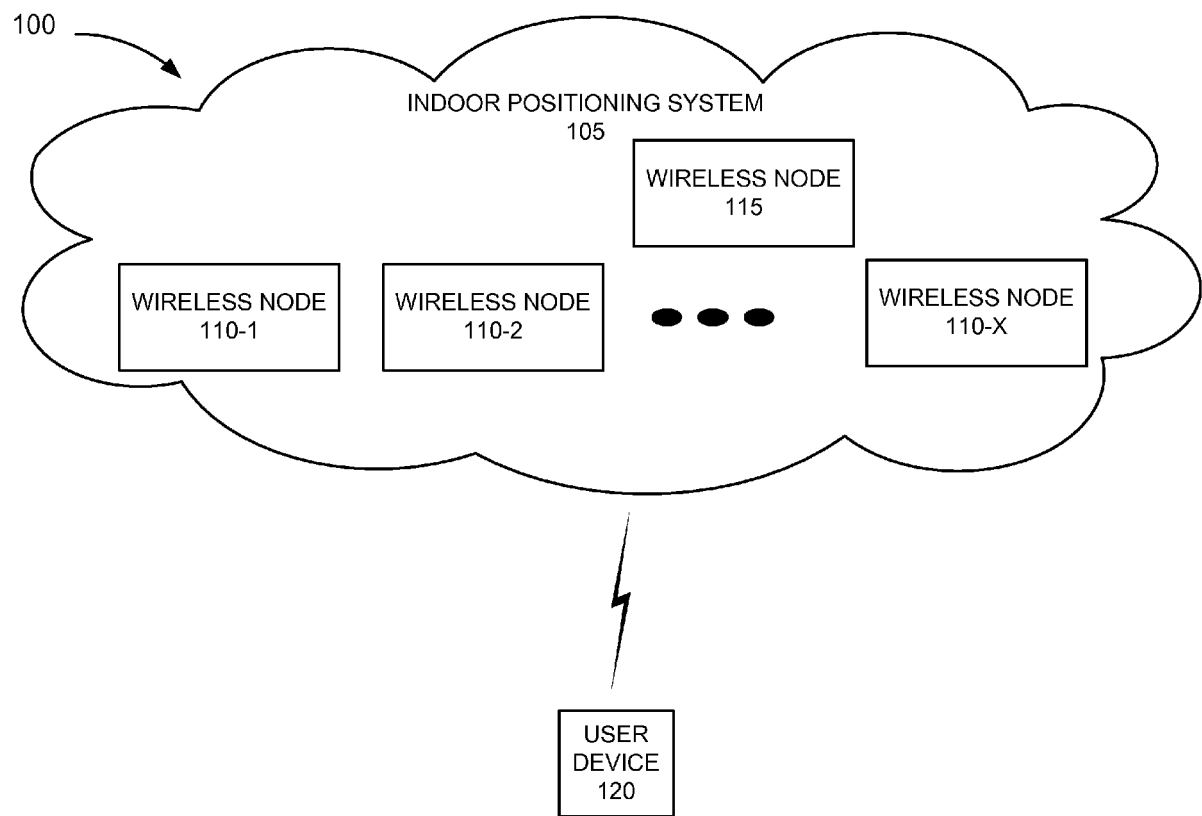 100
INDOOR POSITIONING SYSTEM
105
WIRELESS NODE
115
WIRELESS NODE
110-1
WIRELESS NODE
110-2
WIRELESS NODE
110-X
USER
DEVICE
120